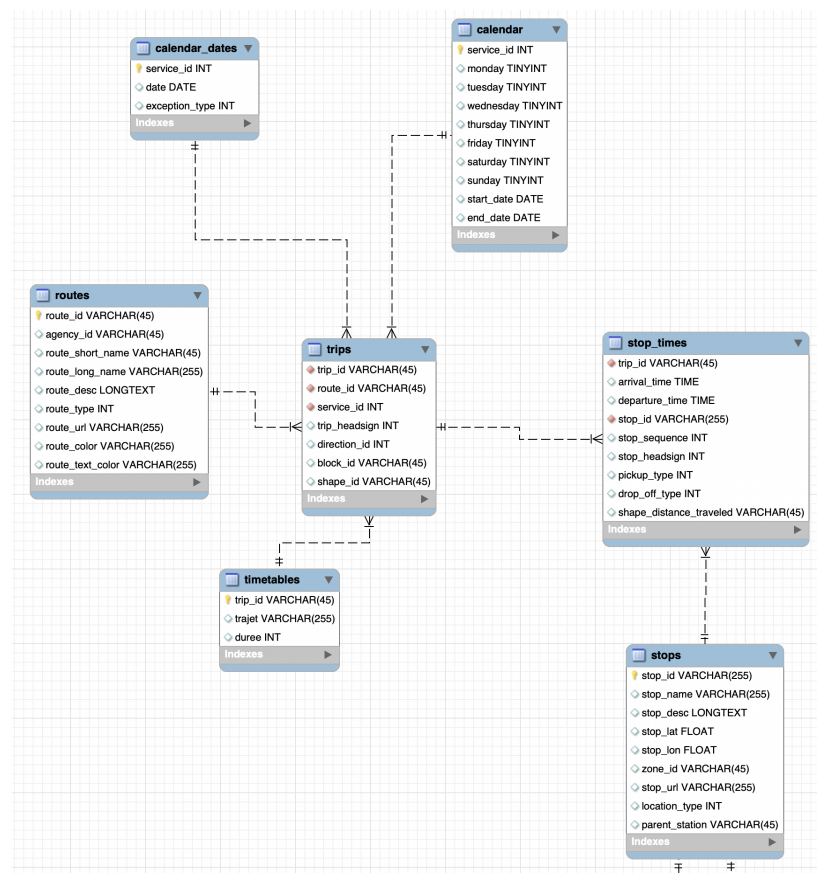 calendar_dates
service_id INT
date DATE
exception_type INT
Indexes
calendar
service_id INT
monday TINYINT
tuesday TINYINT
wednesday TINYINT
thursday TINYINT
friday TINYINT
saturday TINYINT
sunday TINYINT
start_date DATE
end_date DATE
Indexes
routes
route_id VARCHAR(45)
agency_id VARCHAR(45)
route_short_name VARCHAR(45)
route_long_name VARCHAR(255)
route_desc LONGTEXT
route_type INT
route_url VARCHAR(255)
route_color VARCHAR(255)
route_text_color VARCHAR(255)
Indexes
trips
trip_id VARCHAR(45)
route_id VARCHAR(45)
service_id INT
trip_headsign INT
direction_id INT
block_id VARCHAR(45)
shape_id VARCHAR(45)
Indexes
stop_times
trip_id VARCHAR(45)
arrival_time TIME
departure_time TIME
stop_id VARCHAR(255)
stop_sequence INT
stop_headsign INT
pickup_type INT
drop_off_type INT
shape_distance_traveled VARCHAR(45)
Indexes
timetables
trip_id VARCHAR(45)
trajet VARCHAR(255)
duree INT
Indexes
stops
stop_id VARCHAR(255)
stop_name VARCHAR(255)
stop_desc LONGTEXT
stop_lat FLOAT
stop_lon FLOAT
zone_id VARCHAR(45)
stop_url VARCHAR(255)
location_type INT
parent_station VARCHAR(45)
Indexes